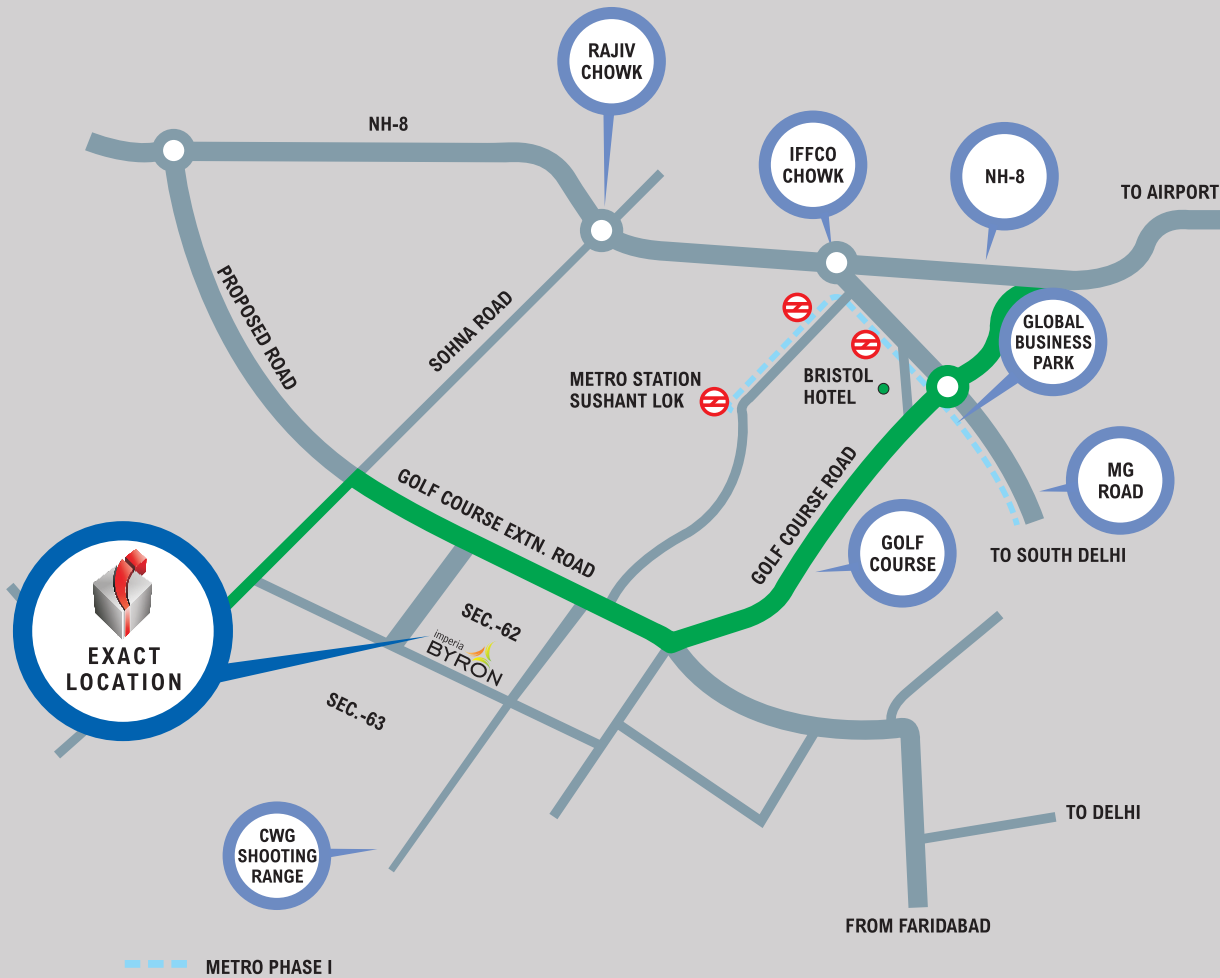 RAJIV
CHOWK
NH-8
IFFCO
CHOWK
NH-8
TO AIRPORT
PROPOSED ROAD
SOHNA ROAD
GLOBAL
BUSINESS
PARK
METRO STATION
SUSHANT LOK
BRISTOL
HOTEL
MG
ROAD
GOLF COURSE EXTN. ROAD
GOLF COURSE ROAD
GOLF
COURSE
TO SOUTH DELHI
EXACT
LOCATION
SEC.-62
imperia
BYRON
SEC.-63
CWG
SHOOTING
RANGE
TO DELHI
FROM FARIDABAD
METRO PHASE I